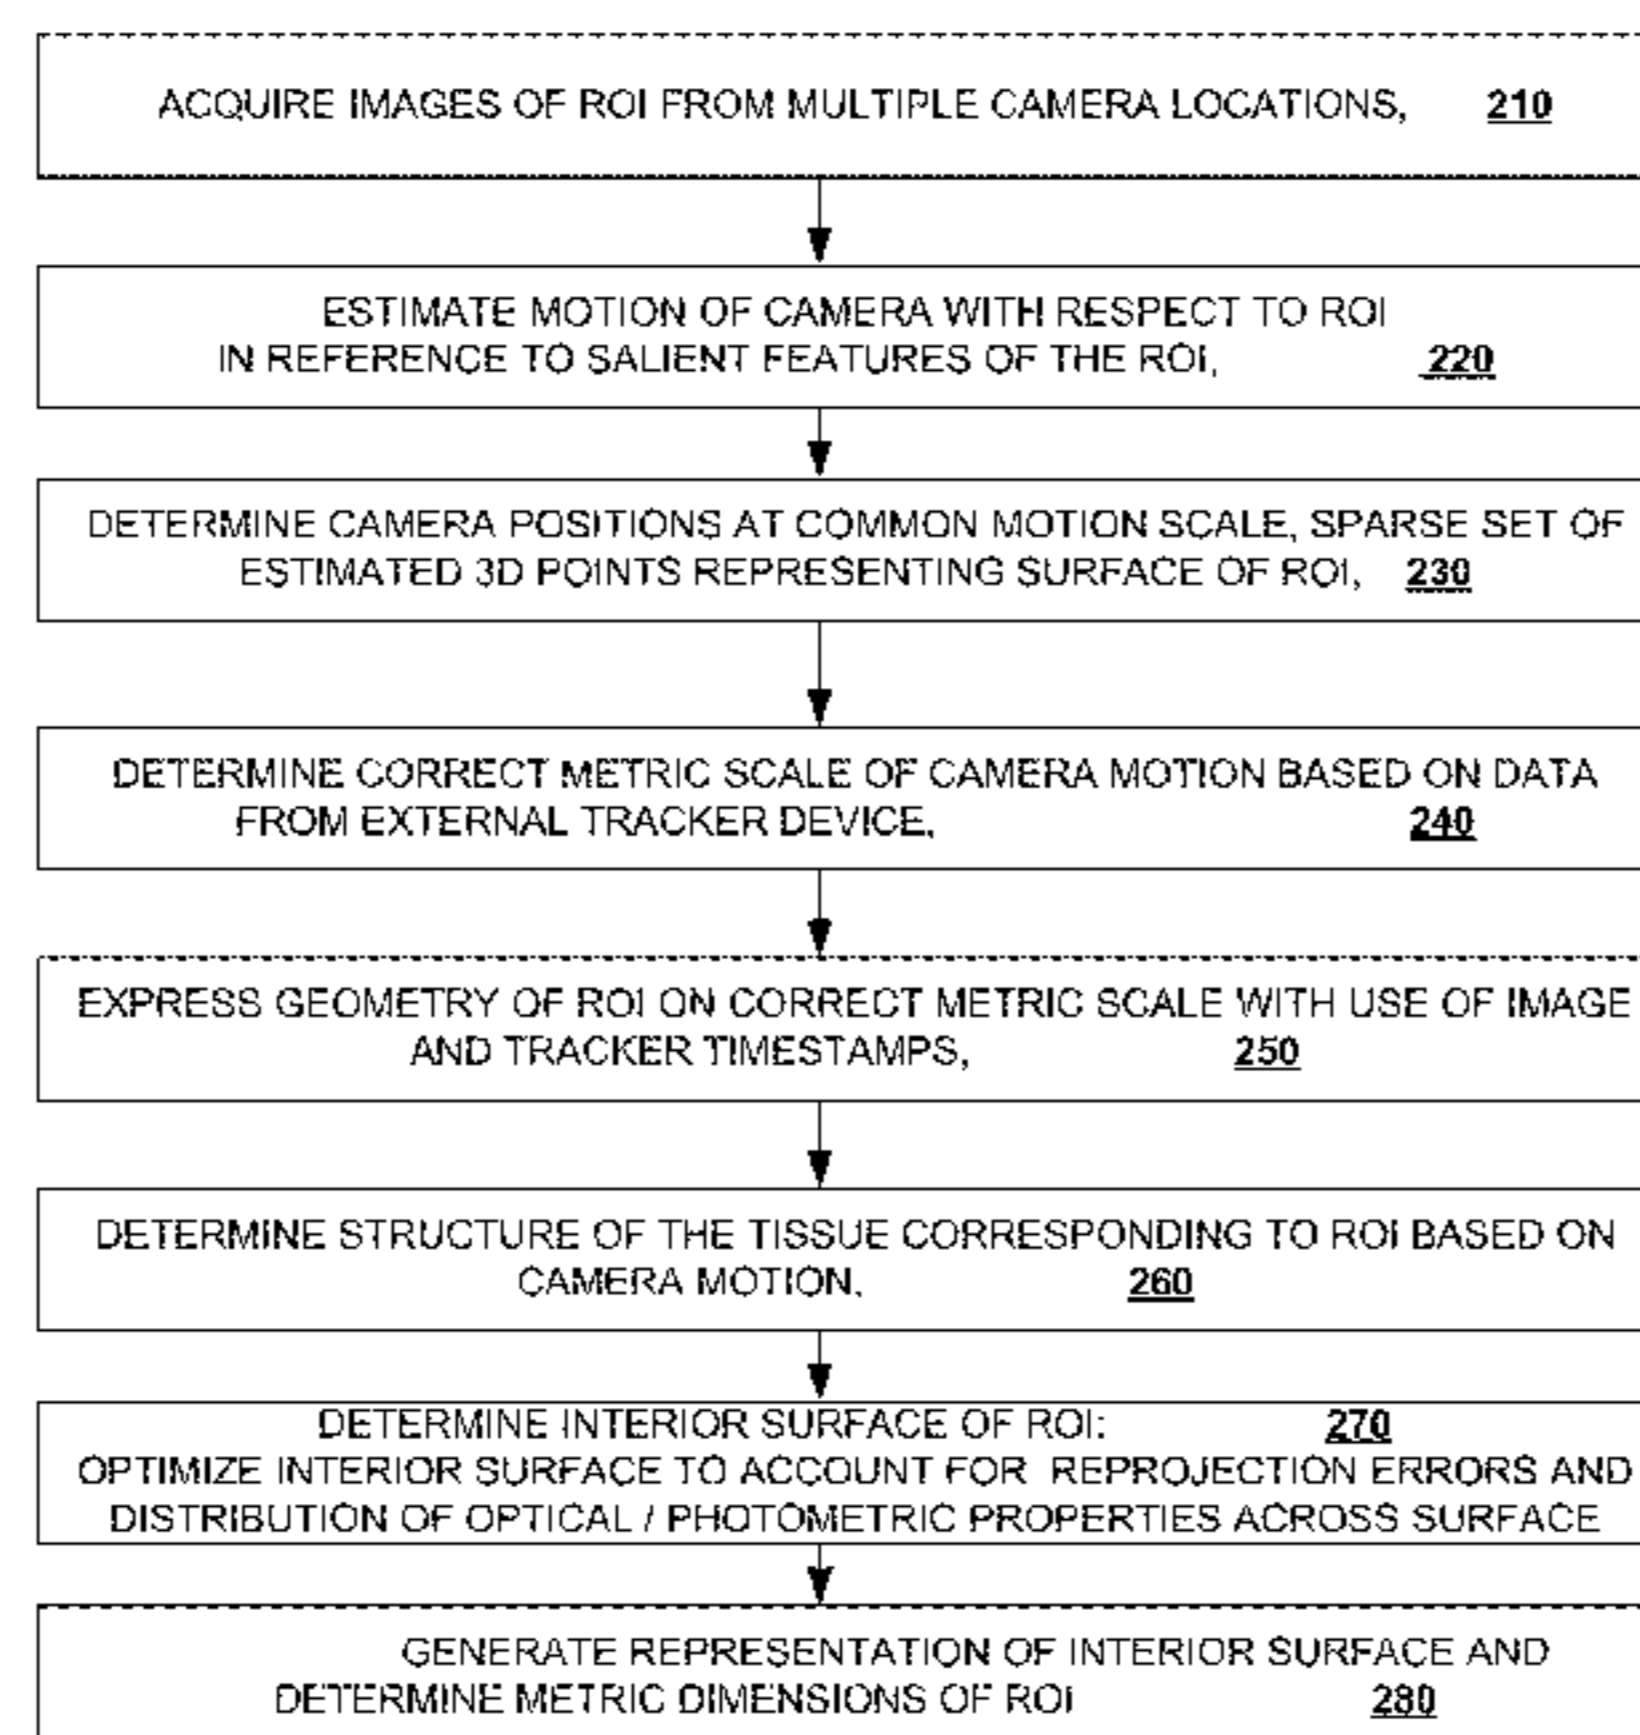 ACQUIRE IMAGES OF ROI FROM MULTIPLE CAMERA LOCATIONS, 210
ESTIMATE MOTION OF CAMERA WITH RESPECT TO ROI
IN REFERENCE TO SALIENT FEATURES OF THE ROI, 220
DETERMINE CAMERA POSITIONS AT COMMON MOTION SCALE, SPARSE SET OF
ESTIMATED 3D POINTS REPRESENTING SURFACE OF ROI, 230
DETERMINE CORRECT METRIC SCALE OF CAMERA MOTION BASED ON DATA
FROM EXTERNAL TRACKER DEVICE, 240
EXPRESS GEOMETRY OF ROI ON CORRECT METRIC SCALE WITH USE OF IMAGE
AND TRACKER TIMESTAMPS, 250
DETERMINE STRUCTURE OF THE TISSUE CORRESPONDING TO ROI BASED ON
CAMERA MOTION, 260
DETERMINE INTERIOR SURFACE OF ROI: 270
OPTIMIZE INTERIOR SURFACE TO ACCOUNT FOR REPROJECTION ERRORS AND
DISTRIBUTION OF OPTICAL / PHOTOMETRIC PROPERTIES ACROSS SURFACE
GENERATE REPRESENTATION OF INTERIOR SURFACE AND
DETERMINE METRIC DIMENSIONS OF ROI 280